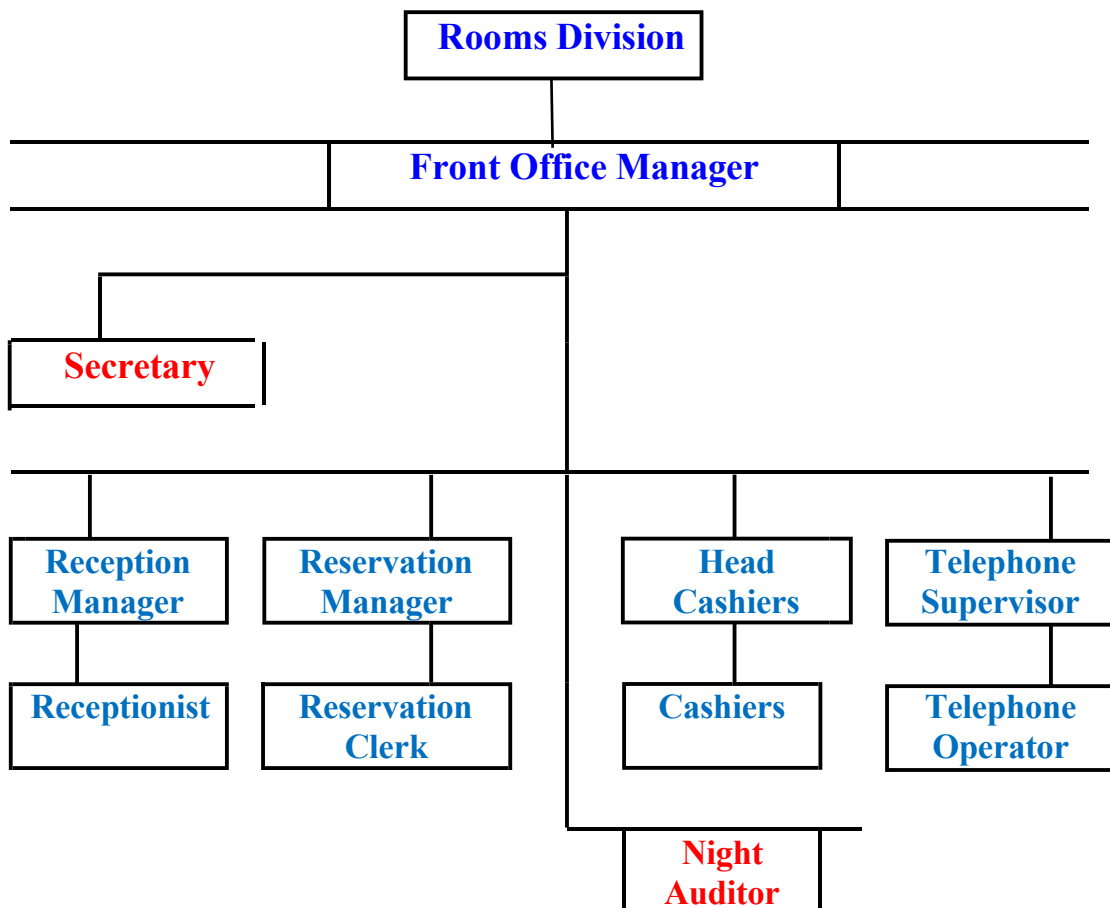 Rooms Division
Front Office Manager
Secretary
Reception
Manager
Reservation
Manager
Head
Cashiers
Telephone
Supervisor
Receptionist
Reservation
Clerk
Cashiers
Telephone
Operator
Night
Auditor